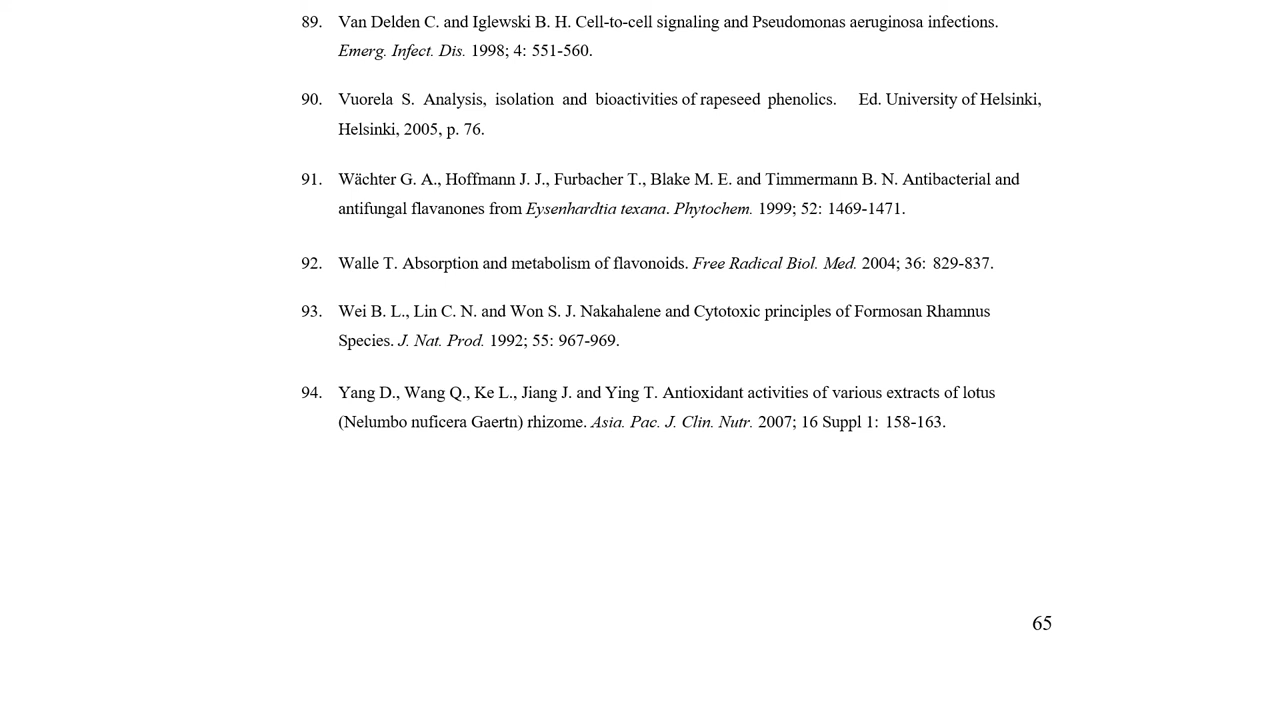 89. Van Delden C. and Iglewski B. H. Cell-to-cell signaling and Pseudomonas aeruginosa infections.
Emerg. Infect. Dis. 1998; 4: 551-560.
90. Vuorela S. Analysis, isolation and bioactivities of rapeseed phenolics. Ed. University of Helsinki,
Helsinki, 2005, p. 76.
91. Wächter G. A., Hoffmann J. J., Furbacher T., Blake M. E. and Timmermann B. N. Antibacterial and
antifungal flavanones from Eysenhardtia texana. Phytochem. 1999; 52: 1469-1471.
92. Walle T. Absorption and metabolism of flavonoids. Free Radical Biol. Med. 2004; 36: 829-837.
93. Wei B. L., Lin C. N. and Won S. J. Nakahalene and Cytotoxic principles of Formosan Rhamnus
Species. J. Nat. Prod. 1992; 55: 967-969.
94. Yang D., Wang Q., Ke L., Jiang J. and Ying T. Antioxidant activities of various extracts of lotus
(Nelumbo nuficera Gaertn) rhizome. Asia. Pac. J. Clin. Nutr. 2007; 16 Suppl 1: 158-163.
65